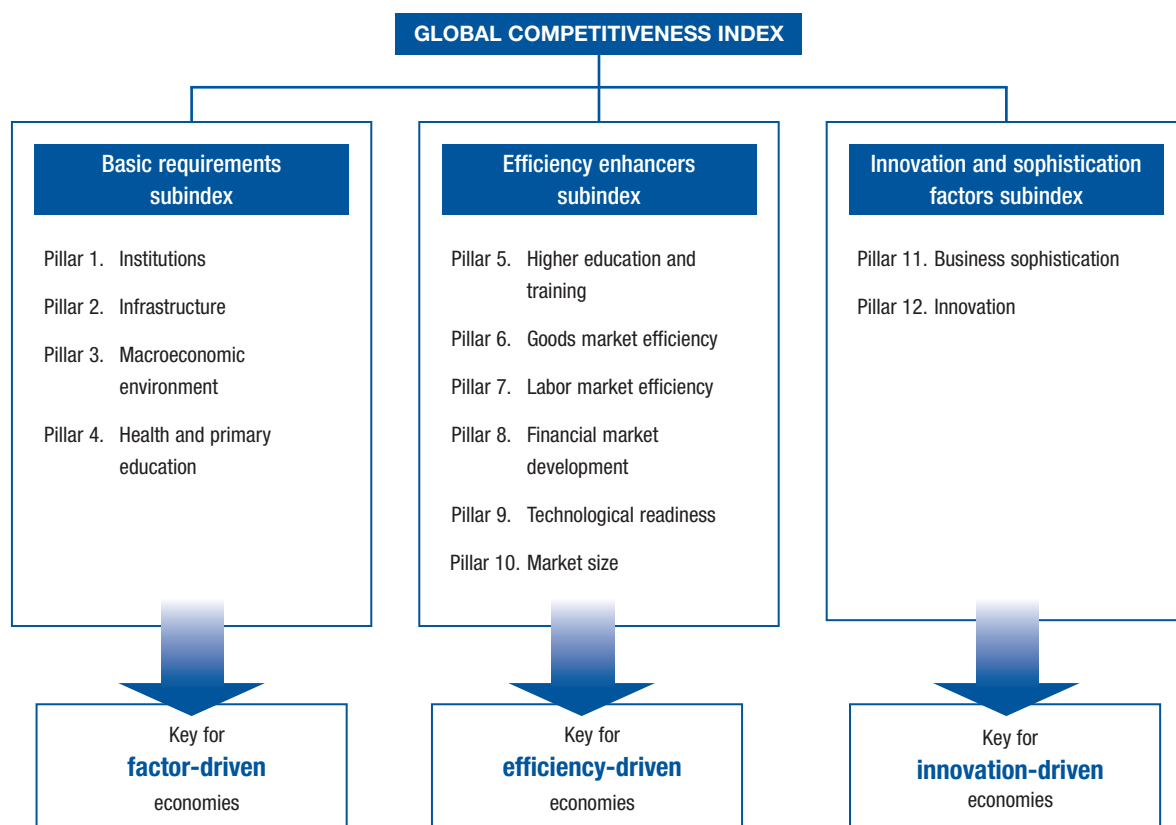 GLOBAL COMPETITIVENESS INDEX
Basic requirements
subindex
Pillar 1. Institutions
Pillar 2. Infrastructure
Pillar 3. Macroeconomic
environment
Pillar 4. Health and primary
education
Key for
factor-driven
economies
Efficiency enhancers
subindex
Pillar 5. Higher education and
training
Pillar 6. Goods market efficiency
Pillar 7. Labor market efficiency
Pillar 8. Financial market
development
Pillar 9. Technological readiness
Pillar 10. Market size
Key for
efficiency-driven
economies
Innovation and sophistication
factors subindex
Pillar 11. Business sophistication
Pillar 12. Innovation
Key for
innovation-driven
economies